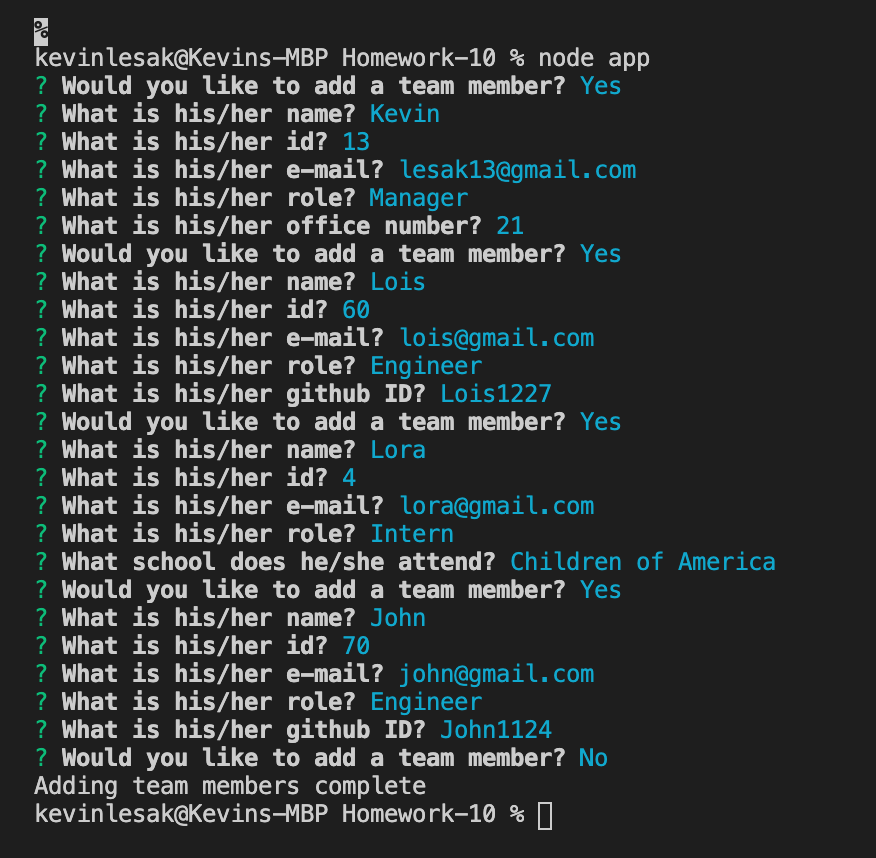 %
kevinlesak@Kevins-MBP Homework-10 % node app
? Would you like to add a team member? Yes
? What is his/her name? Kevin
? What is his/her id? 13
? What is his/her e-mail? lesak13@gmail.com
? What is his/her role? Manager
? What is his/her office number? 21
? Would you like to add a team member? Yes
? What is his/her name? Lois
? What is his/her id? 60
? What is his/her e-mail? lois@gmail.com
? What is his/her role? Engineer
? What is his/her github ID? Lois1227
? Would you like to add a team member? Yes
? What is his/her name? Lora
? What is his/her id? 4
? What is his/her e-mail? lora@gmail.com
? What is his/her role? Intern
? What school does he/she attend? Children of America
? Would you like to add a team member? Yes
? What is his/her name? John
? What is his/her id? 70
? What is his/her e-mail? john@gmail.com
? What is his/her role? Engineer
? What is his/her github ID? John1124
? Would you like to add a team member? No
Adding team members complete
kevinlesak@Kevins-MBP Homework-10 %